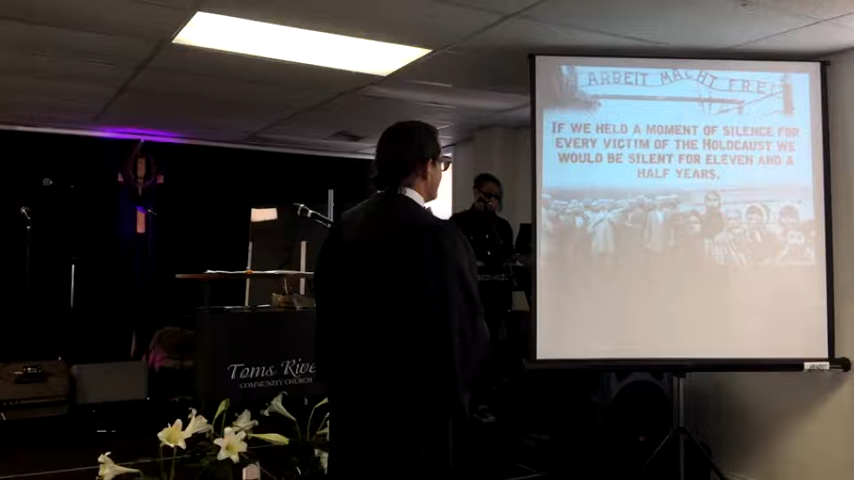 ARBEIT MACHT FREI
IF WE HELD A MOMENT OF SILENCE FOR
EVERY VICTIM OF THE HOLOCAUST WE
WOULD BE SILENT FOR ELEVEN AND A
HALF YEARS.
Toms River
COMMUNITY CHURCH